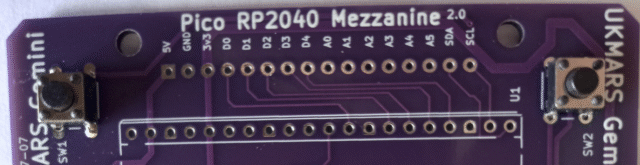 Pico RP2040 Mezzanine 2.0
5V GND 3v3 D0 D1 D2 D3 D4 A0 A1 A2 A3 A4 A5 SDA SCL
UKMARS Gem
Gemini
ARS
U1
SW1
SW2
7-07